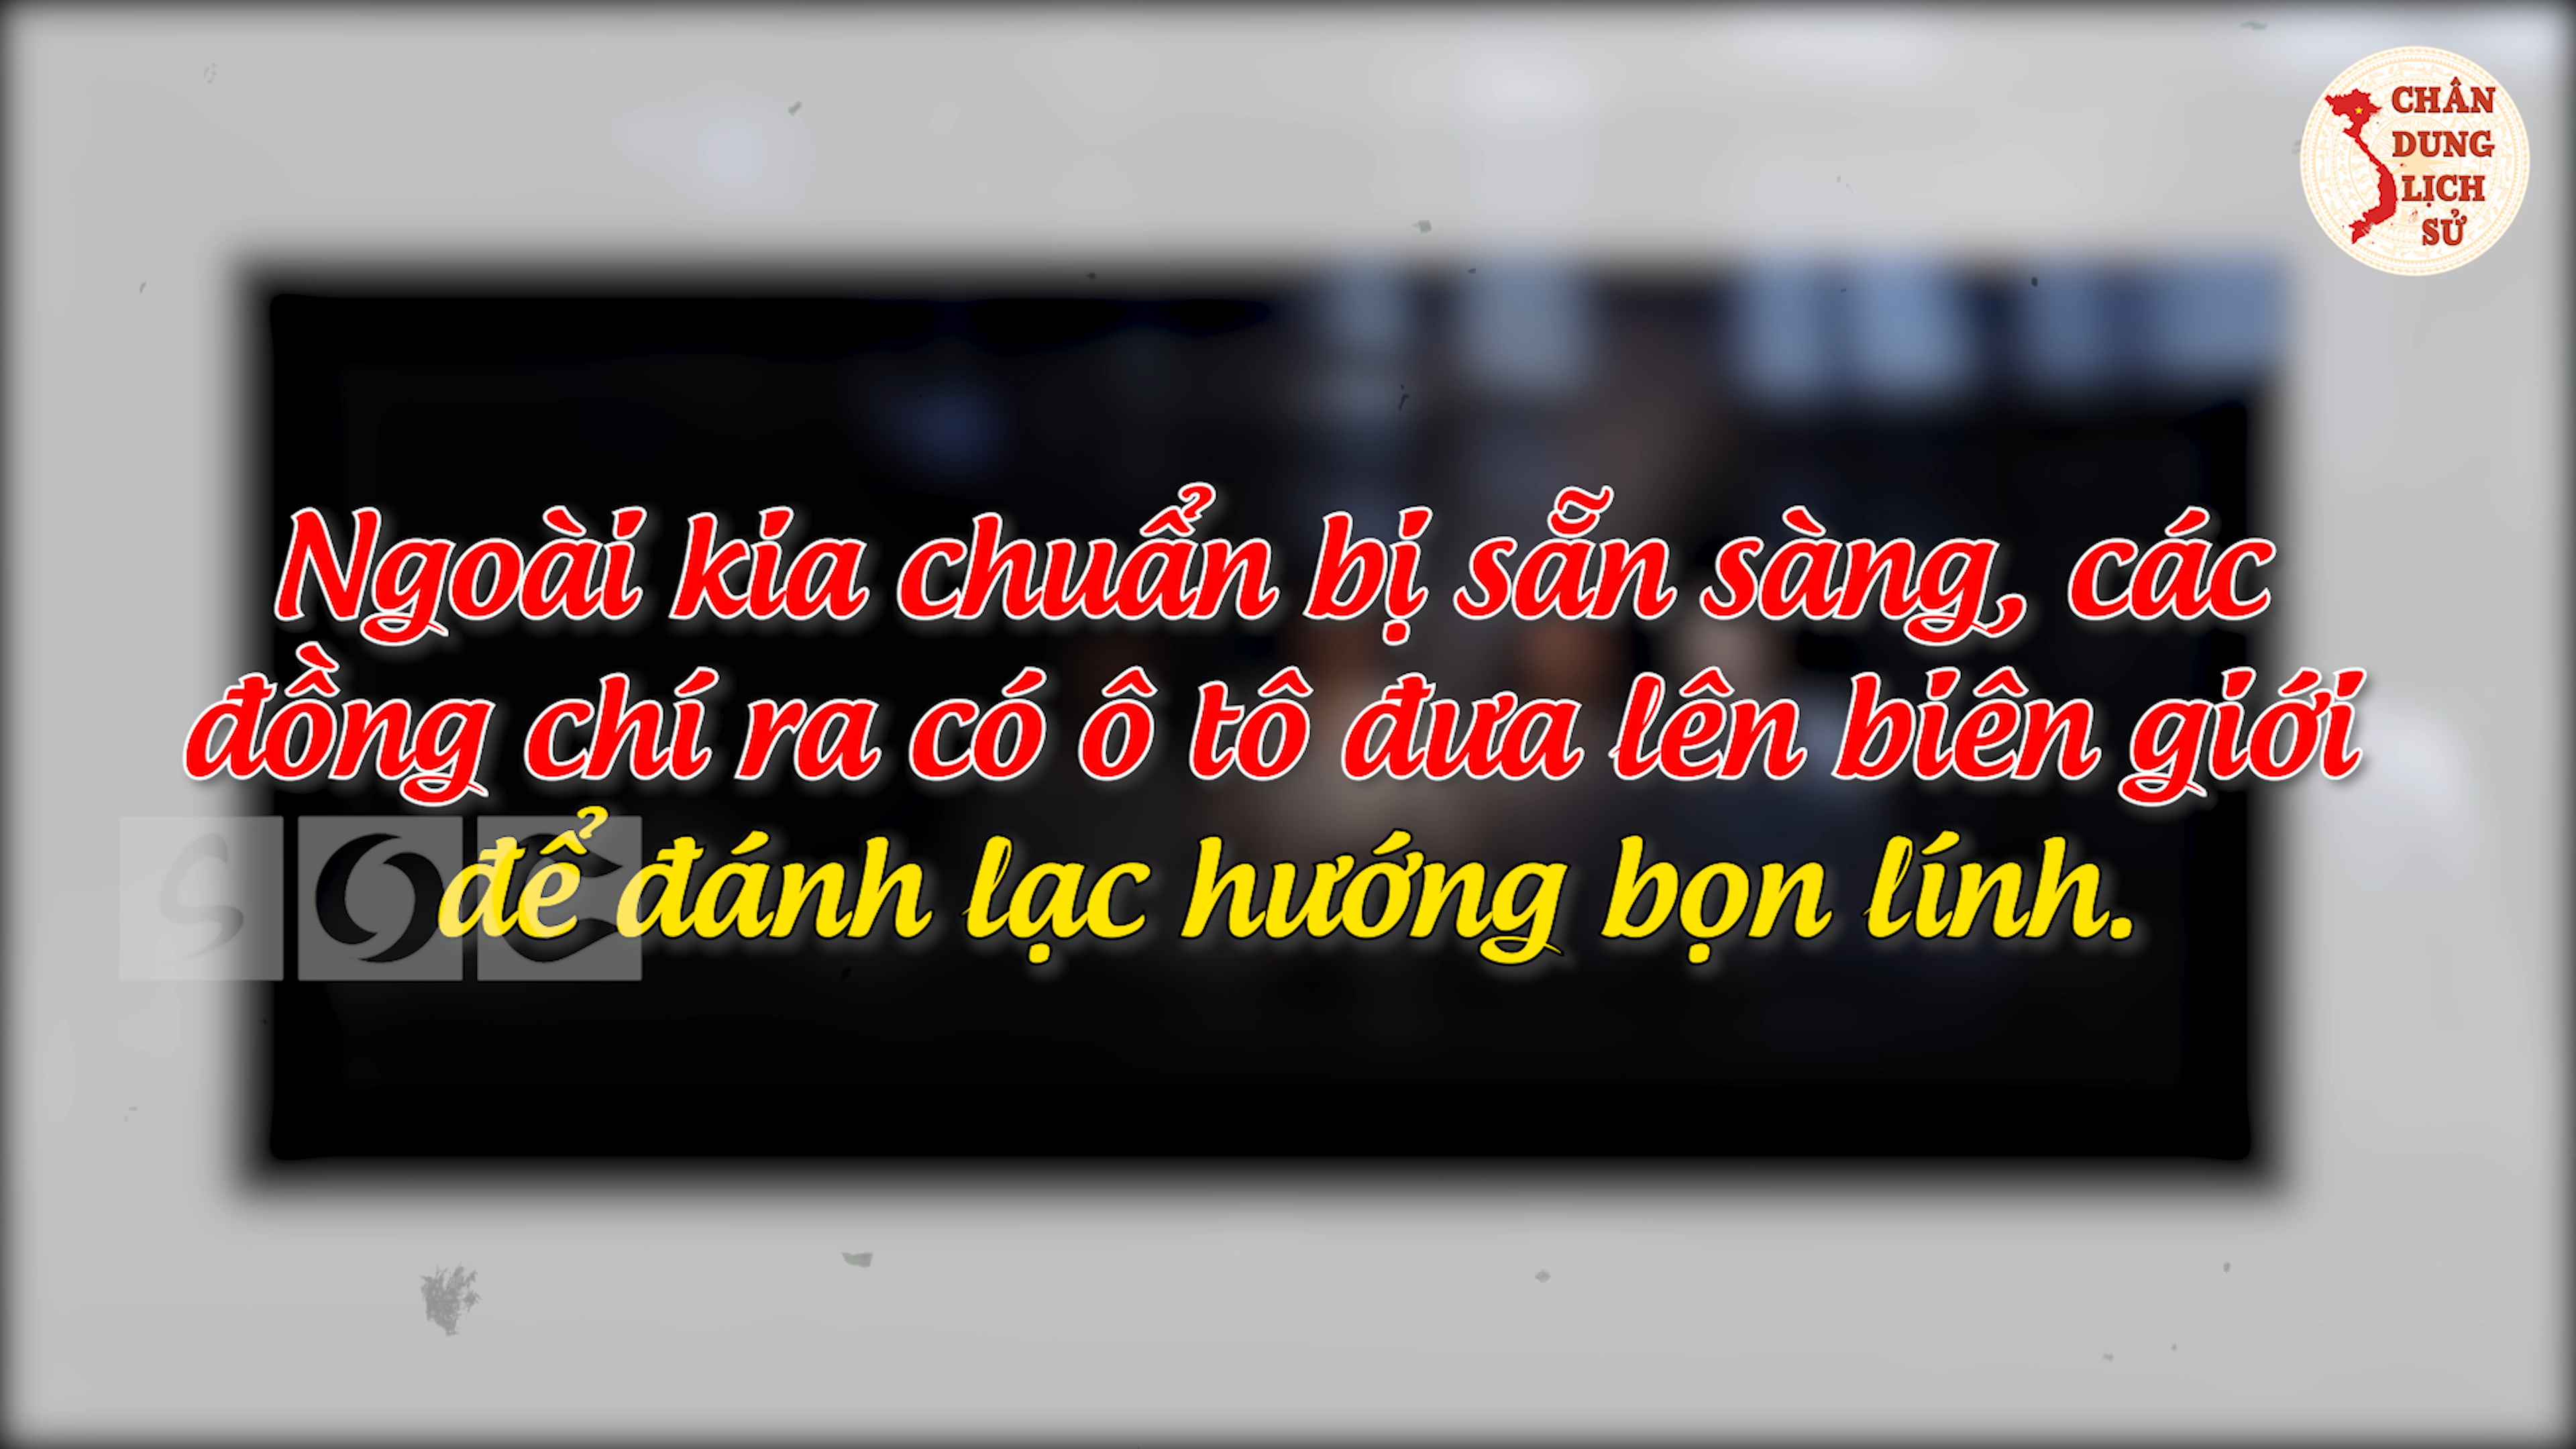 CHÂN
DUNG
LỊCH
SỬ
Ngoài kia chuẩn bị sẵn sàng, các
đồng chí ra có ô tô đưa lên biên giới
để đánh lạc hướng bọn lính.